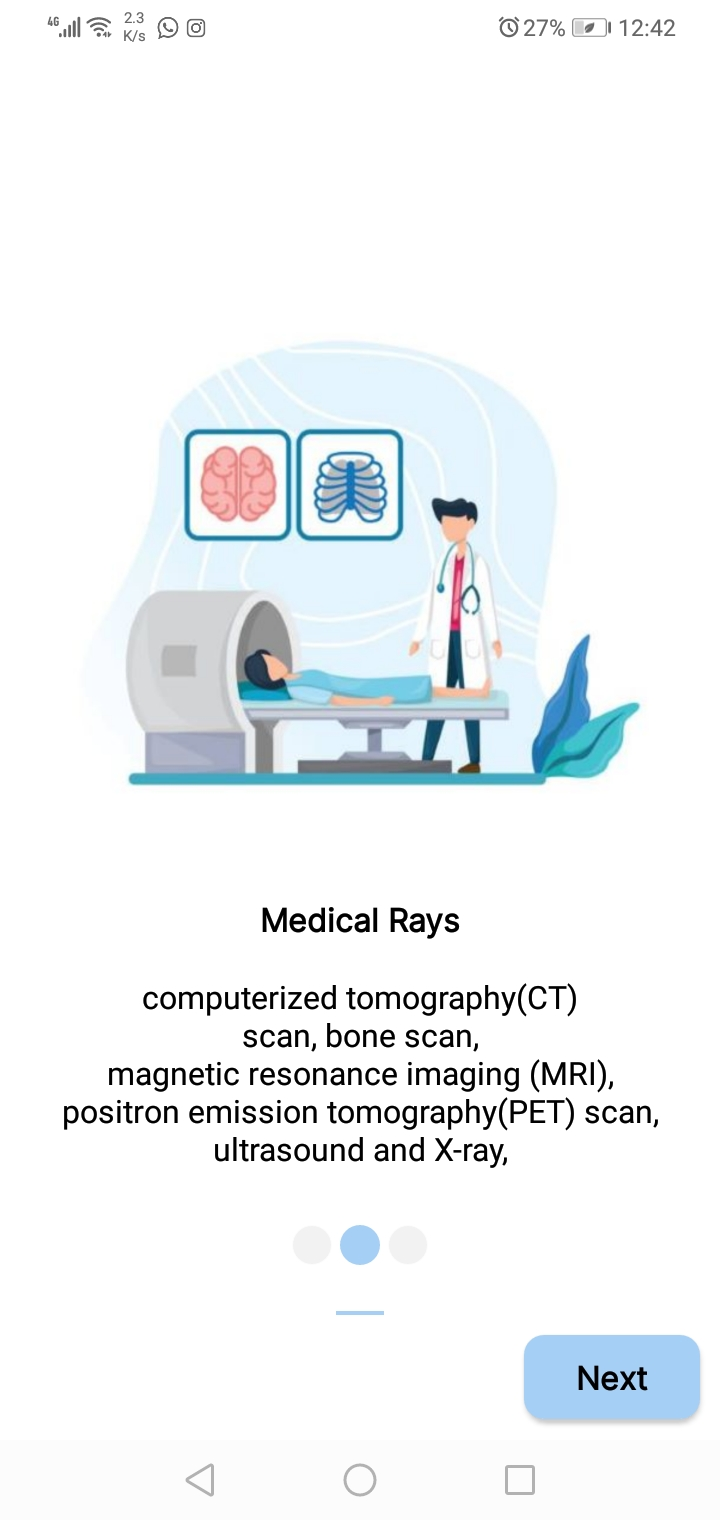 4G 2.3 K/s 27% 12:42
Medical Rays
computerized tomography(CT)
scan, bone scan,
magnetic resonance imaging (MRI),
positron emission tomography(PET) scan,
ultrasound and X-ray,
Next